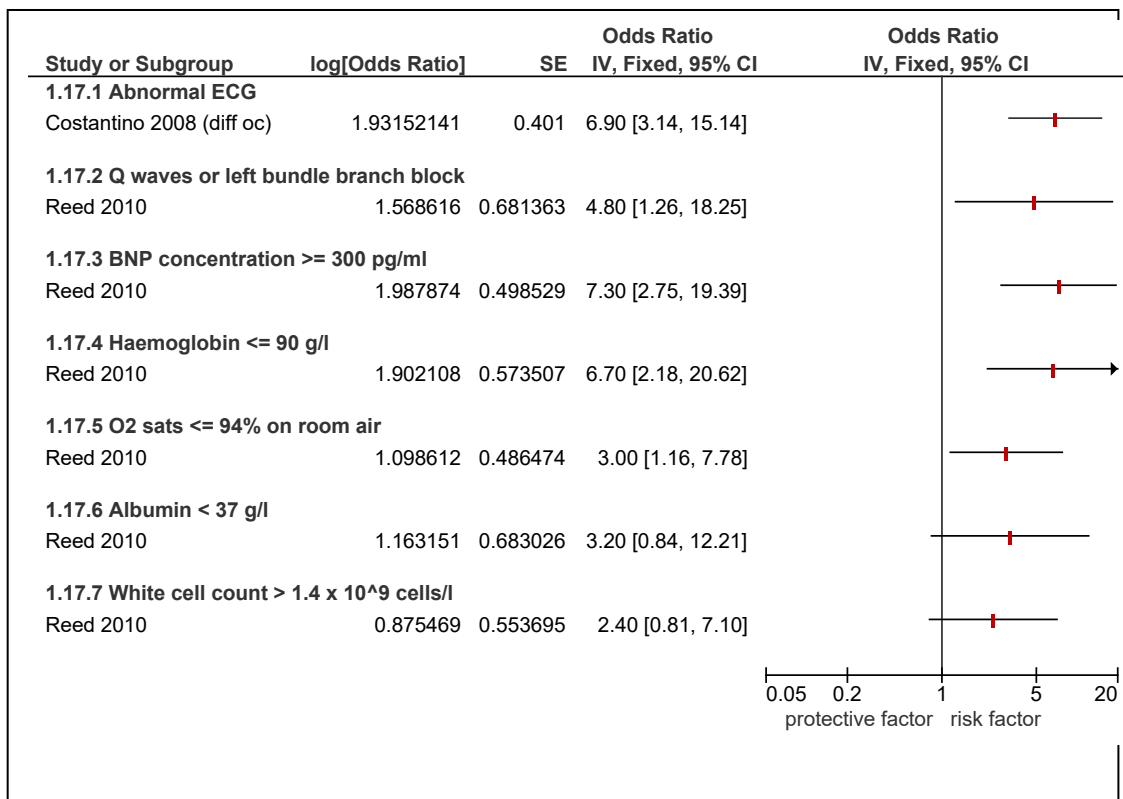 Odds Ratio Odds Ratio
Study or Subgroup log[Odds Ratio] SE IV, Fixed, 95% CI IV, Fixed, 95% CI
1.17.1 Abnormal ECG
Costantino 2008 (diff oc) 1.93152141 0.401 6.90 [3.14, 15.14]
1.17.2 Q waves or left bundle branch block
Reed 2010 1.568616 0.681363 4.80 [1.26, 18.25]
1.17.3 BNP concentration >= 300 pg/ml
Reed 2010 1.987874 0.498529 7.30 [2.75, 19.39]
1.17.4 Haemoglobin <= 90 g/l
Reed 2010 1.902108 0.573507 6.70 [2.18, 20.62]
1.17.5 O2 sats <= 94% on room air
Reed 2010 1.098612 0.486474 3.00 [1.16, 7.78]
1.17.6 Albumin < 37 g/l
Reed 2010 1.163151 0.683026 3.20 [0.84, 12.21]
1.17.7 White cell count > 1.4 x 10^9 cells/l
Reed 2010 0.875469 0.553695 2.40 [0.81, 7.10]
0.05 0.2 1 5 20
protective factor risk factor